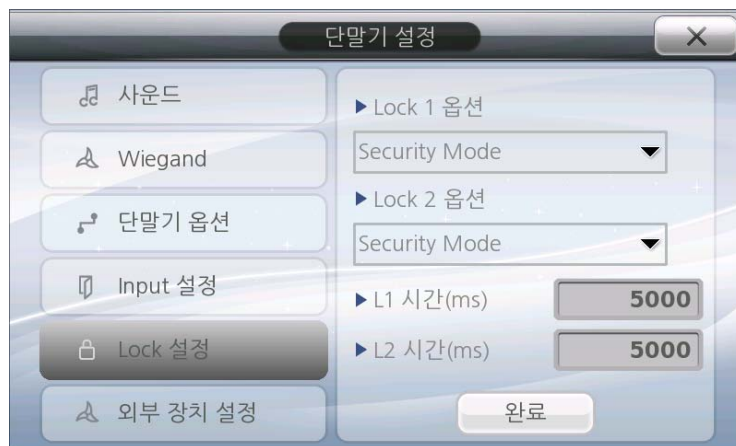 단말기 설정
사운드
Wiegand
단말기 옵션
Input 설정
Lock 설정
외부 장치 설정
Lock 1 옵션
Security Mode
Lock 2 옵션
Security Mode
L1 시간(ms) 5000
L2 시간(ms) 5000
완료